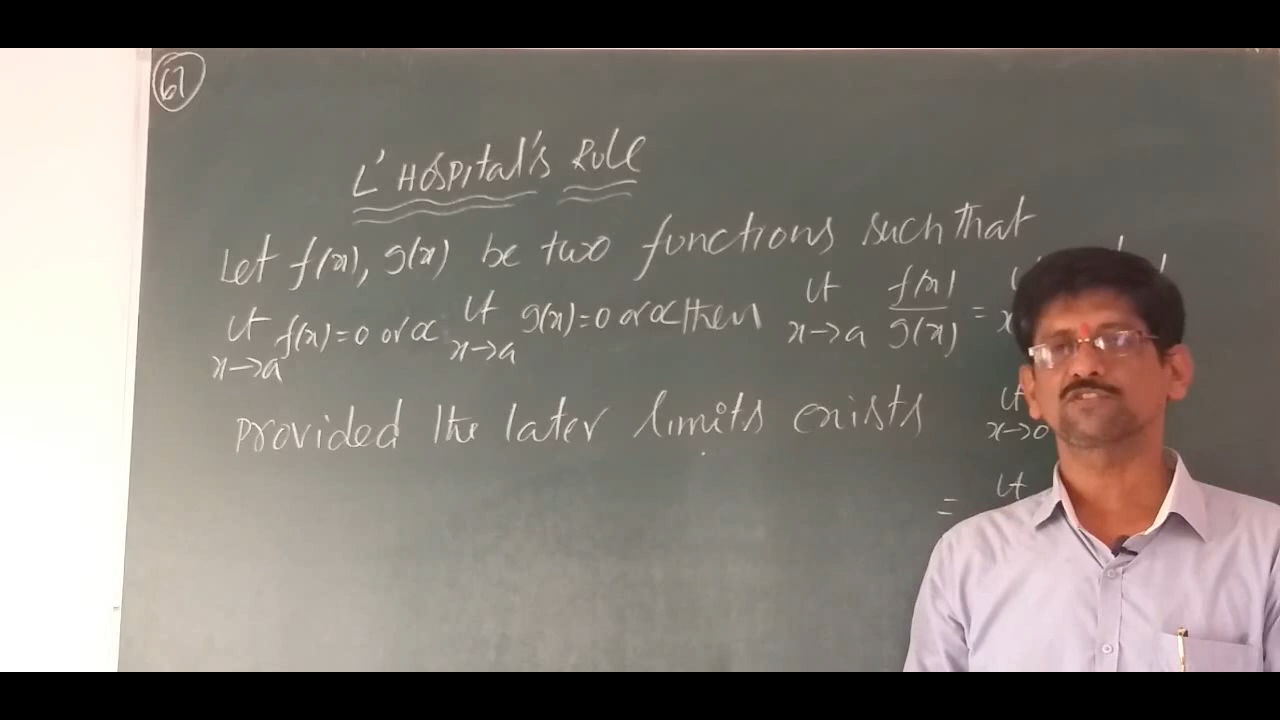 67
L'Hospital's Rule
Let f(x), g(x) be two functions such that
Lt x→a f(x)=0 or ∝ Lt x→a g(x)=0 or ∝ then Lt x→a f(x)/g(x) =
provided the later limits exists
Lt x→0
= Lt